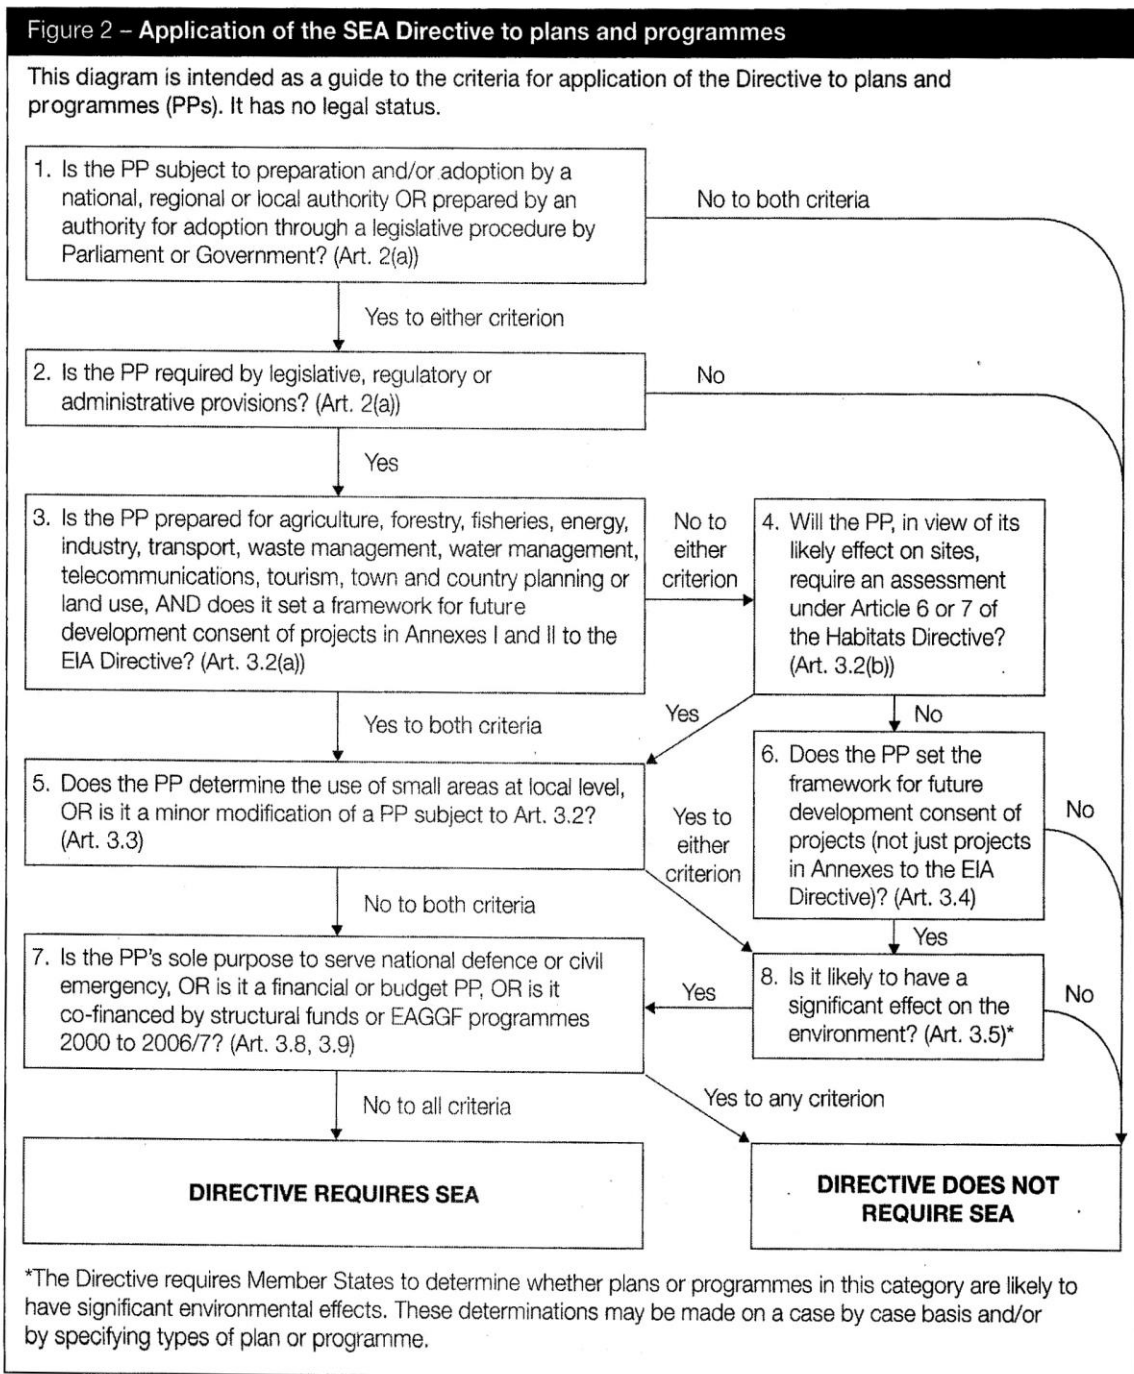 Figure 2 – Application of the SEA Directive to plans and programmes
This diagram is intended as a guide to the criteria for application of the Directive to plans and
programmes (PPs). It has no legal status.
1. Is the PP subject to preparation and/or adoption by a
national, regional or local authority OR prepared by an
authority for adoption through a legislative procedure by
Parliament or Government? (Art. 2(a))
No to both criteria
Yes to either criterion
2. Is the PP required by legislative, regulatory or
administrative provisions? (Art. 2(a))
No
Yes
3. Is the PP prepared for agriculture, forestry, fisheries, energy,
industry, transport, waste management, water management,
telecommunications, tourism, town and country planning or
land use, AND does it set a framework for future
development consent of projects in Annexes I and II to the
EIA Directive? (Art. 3.2(a))
No to
either
criterion
4. Will the PP, in view of its
likely effect on sites,
require an assessment
under Article 6 or 7 of
the Habitats Directive?
(Art. 3.2(b))
Yes to both criteria
Yes
No
5. Does the PP determine the use of small areas at local level,
OR is it a minor modification of a PP subject to Art. 3.2?
(Art. 3.3)
Yes to
either
criterion
6. Does the PP set the
framework for future
development consent of
projects (not just projects
in Annexes to the EIA
Directive)? (Art. 3.4)
No
No to both criteria
Yes
7. Is the PP's sole purpose to serve national defence or civil
emergency, OR is it a financial or budget PP, OR is it
co-financed by structural funds or EAGGF programmes
2000 to 2006/7? (Art. 3.8, 3.9)
Yes
8. Is it likely to have a
significant effect on the
environment? (Art. 3.5)*
No
No to all criteria
Yes to any criterion
DIRECTIVE REQUIRES SEA
DIRECTIVE DOES NOT
REQUIRE SEA
*The Directive requires Member States to determine whether plans or programmes in this category are likely to
have significant environmental effects. These determinations may be made on a case by case basis and/or
by specifying types of plan or programme.